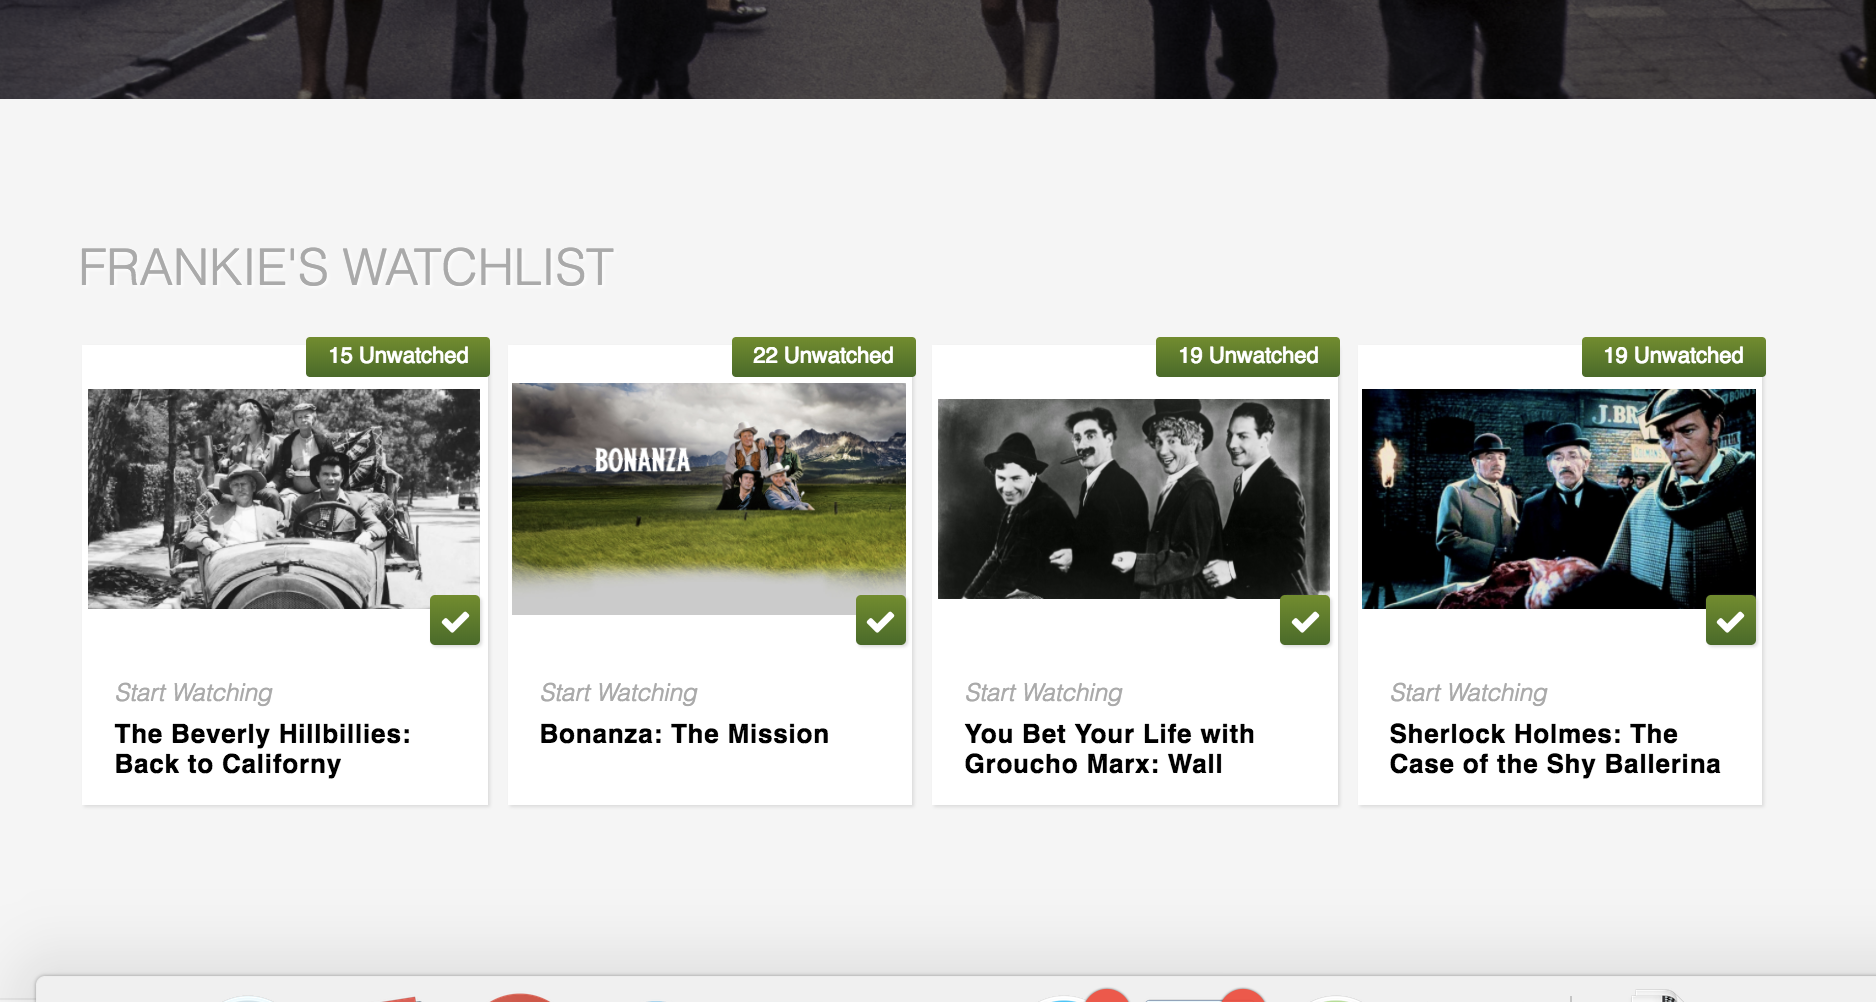 FRANKIE'S WATCHLIST
15 Unwatched
22 Unwatched
19 Unwatched
19 Unwatched
BONANZA
J.BR
Start Watching
The Beverly Hillbillies:
Back to Californy
Start Watching
Bonanza: The Mission
Start Watching
You Bet Your Life with
Groucho Marx: Wall
Start Watching
Sherlock Holmes: The
Case of the Shy Ballerina